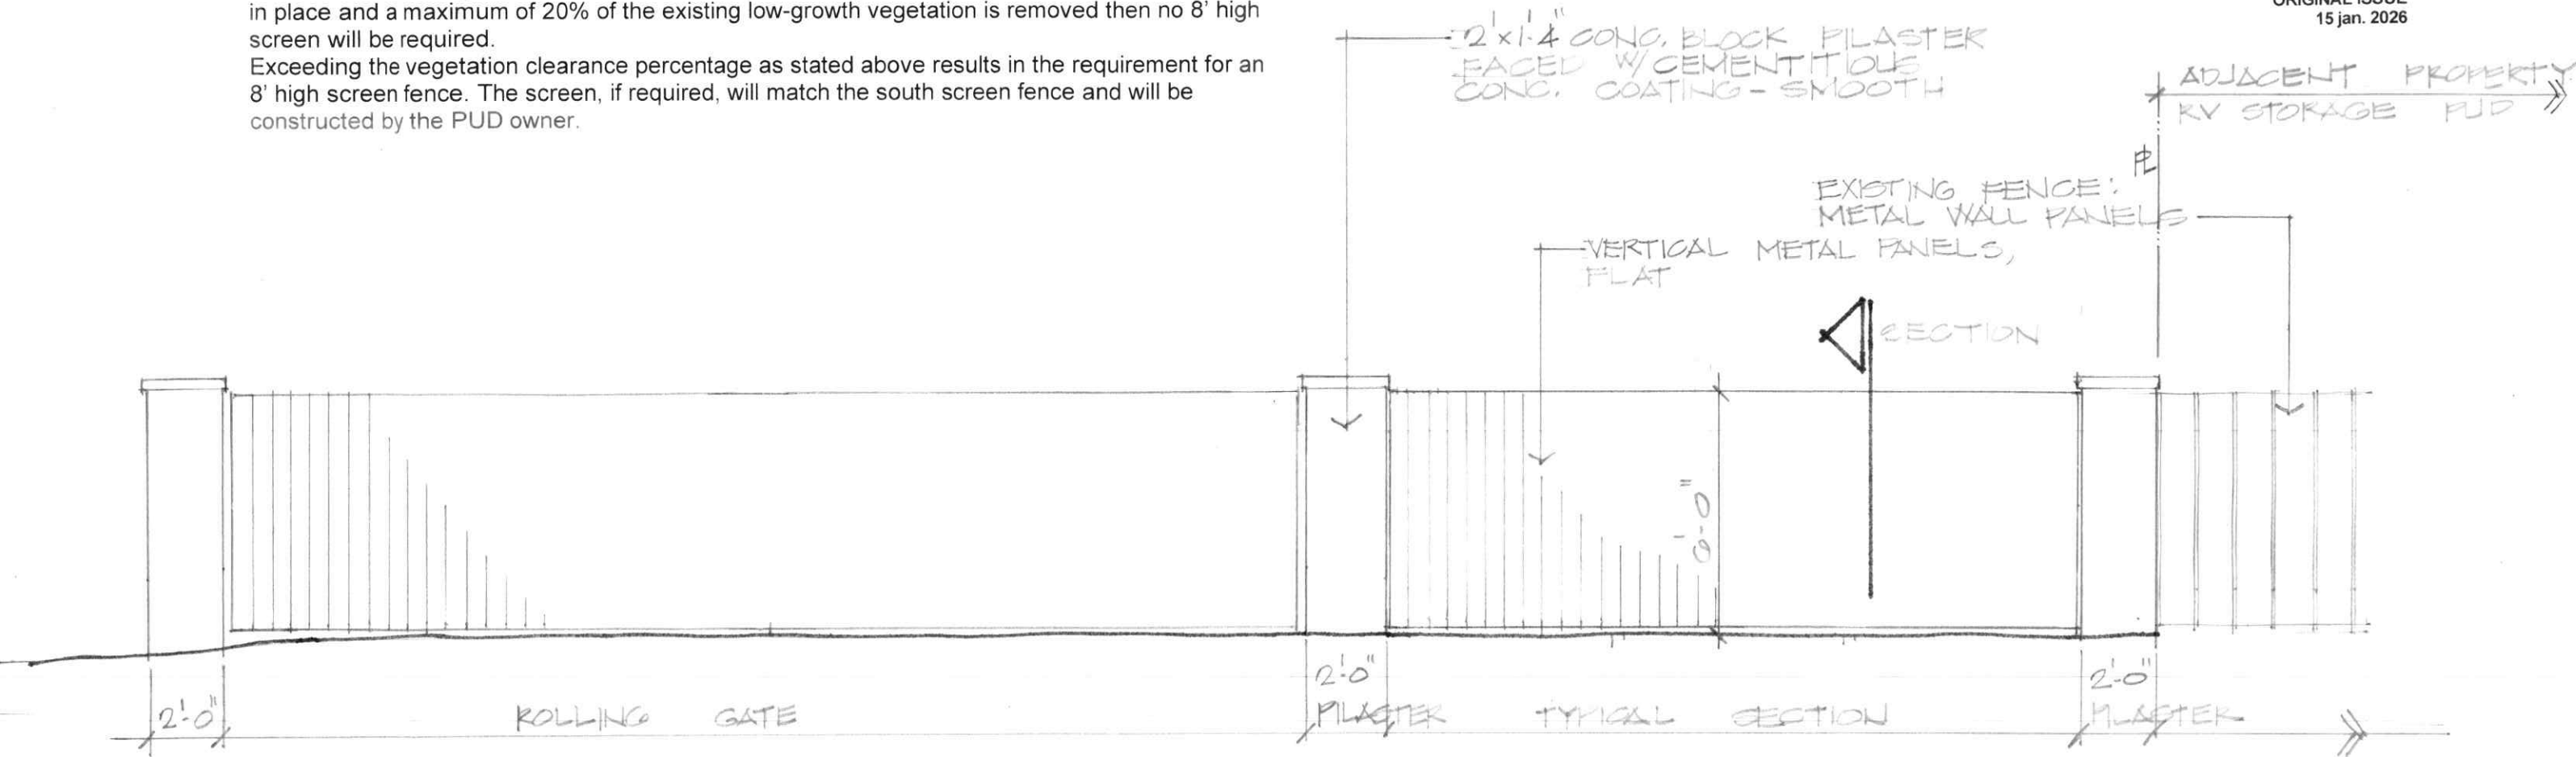 in place and a maximum of 20% of the existing low-growth vegetation is removed then no 8' high
screen will be required.
Exceeding the vegetation clearance percentage as stated above results in the requirement for an
8' high screen fence. The screen, if required, will match the south screen fence and will be
constructed by the PUD owner.
ORIGINAL ISSUE
15 jan. 2026
2'x1'-4" CONC. BLOCK PILASTER
FACED W/CEMENTITIOUS
CONC. COATING - SMOOTH
ADJACENT PROPERTY
RV STORAGE PUD
PL
EXISTING FENCE:
METAL WALL PANELS
VERTICAL METAL PANELS,
FLAT
SECTION
6'-0"
2'-0"
ROLLING GATE
2'-0"
PILASTER
TYPICAL SECTION
2'-0"
PILASTER